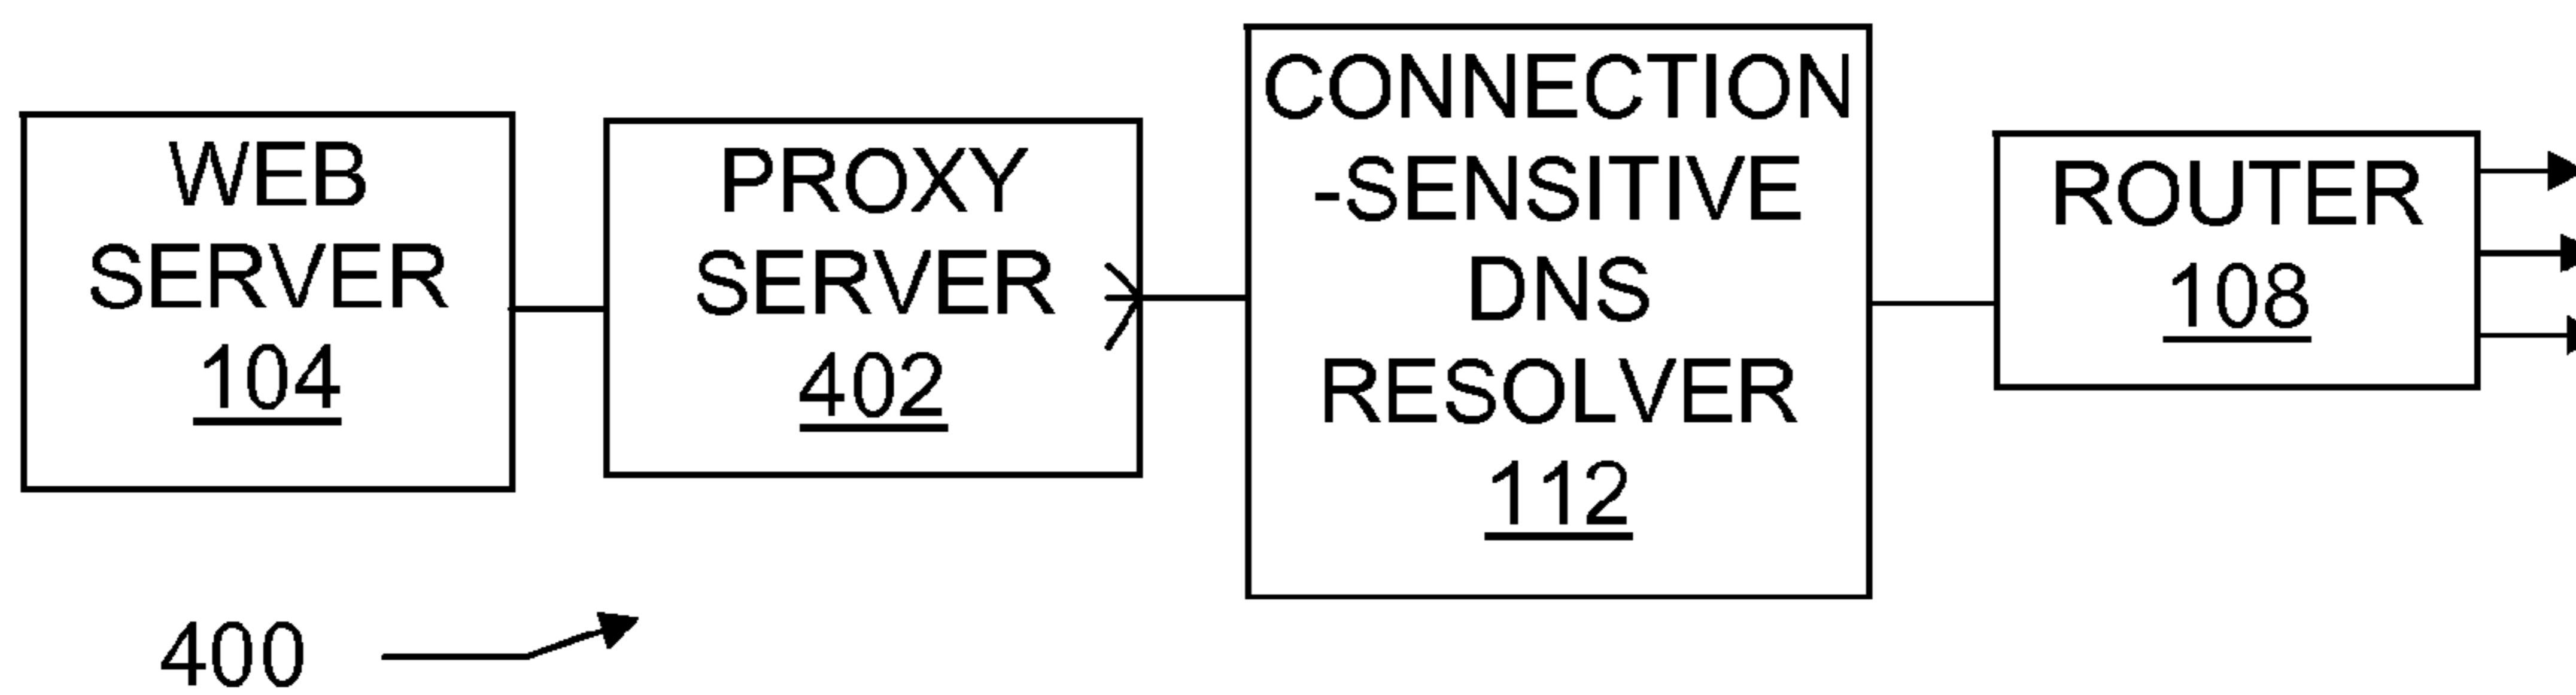 WEB
SERVER
104
PROXY
SERVER
402
CONNECTION
-SENSITIVE
DNS
RESOLVER
112
ROUTER
108
400